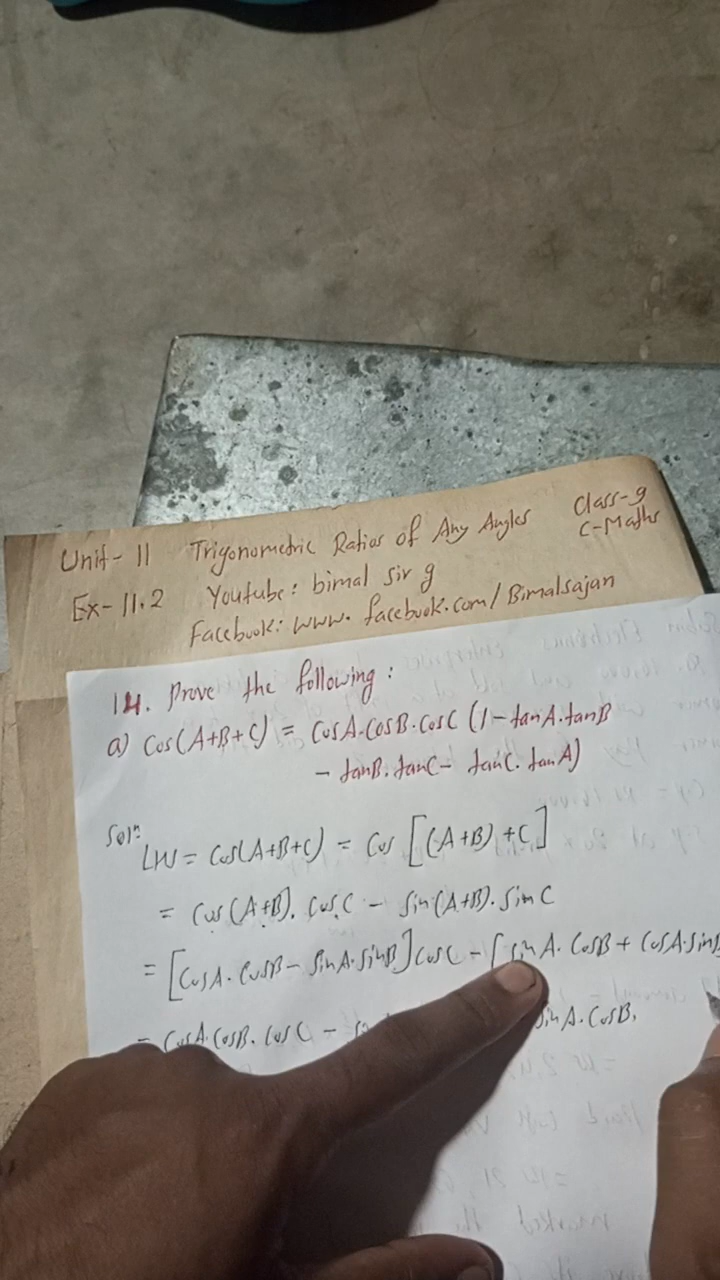 Unit- 11 Trigonometric Ratios of Any Angles Class-9
Ex- 11.2 Youtube: bimal sir g C-Maths
Facebook: www. facebook.com/Bimalsajan
14. Prove the following:
a) Cos(A+B+C) = CosA.CosB.CosC (1-tanA.tanB
- tanB.tanC- tanC.tanA)
Solⁿ:
LHS = Cos(A+B+C) = Cos [(A+B)+C]
= Cos(A+B). Cos.C - Sin(A+B).SinC
= [CosA.CosB- SinA.SinB]CosC - [SinA. CosB+ CosA.Sin
= CosA.CosB.CosC - SinA.CosB.